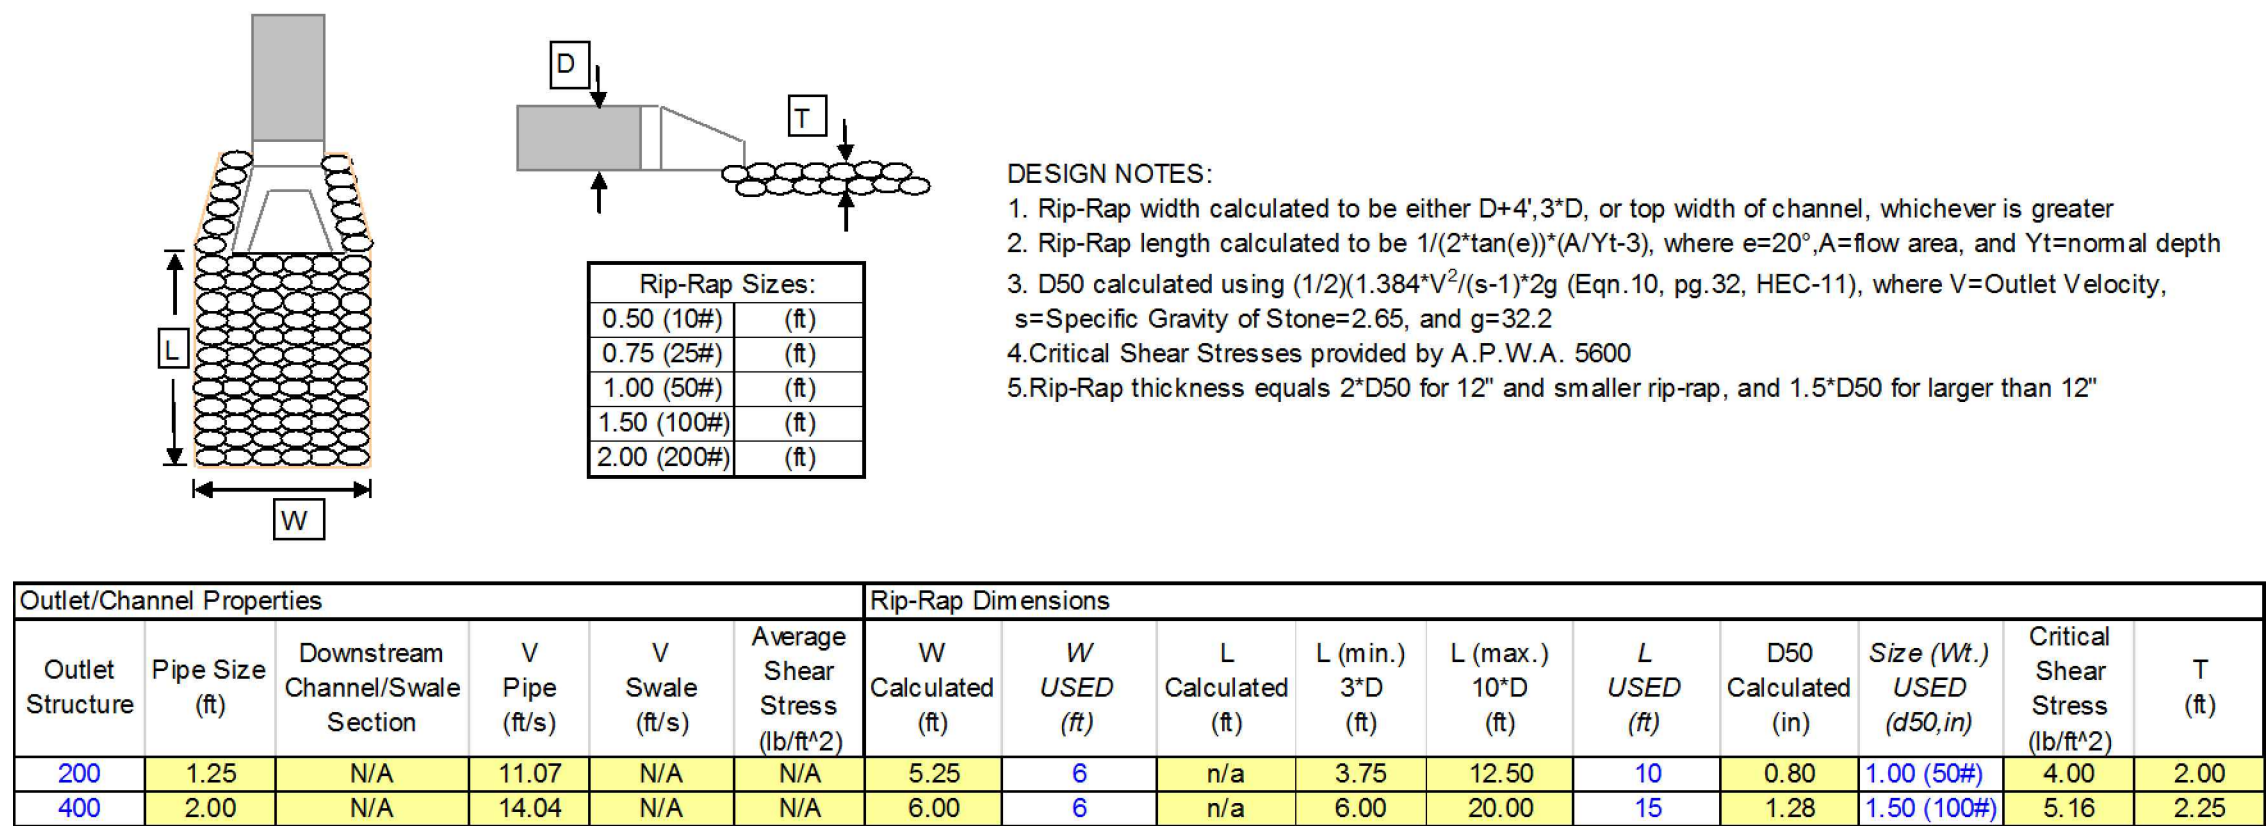 D
T
L
W
Rip-Rap Sizes:
0.50 (10#) (ft)
0.75 (25#) (ft)
1.00 (50#) (ft)
1.50 (100#) (ft)
2.00 (200#) (ft)
DESIGN NOTES:
1. Rip-Rap width calculated to be either D+4',3*D, or top width of channel, whichever is greater
2. Rip-Rap length calculated to be 1/(2*tan(e))*(A/Yt-3), where e=20°,A=flow area, and Yt=normal depth
3. D50 calculated using (1/2)(1.384*V²/(s-1)*2g (Eqn.10, pg.32, HEC-11), where V=Outlet Velocity,
s=Specific Gravity of Stone=2.65, and g=32.2
4.Critical Shear Stresses provided by A.P.W.A. 5600
5.Rip-Rap thickness equals 2*D50 for 12" and smaller rip-rap, and 1.5*D50 for larger than 12"
Outlet/Channel Properties
Rip-Rap Dimensions
Outlet
Structure
Pipe Size
(ft)
Downstream
Channel/Swale
Section
V
Pipe
(ft/s)
V
Swale
(ft/s)
Average
Shear
Stress
(lb/ft^2)
W
Calculated
(ft)
W
USED
(ft)
L
Calculated
(ft)
L (min.)
3*D
(ft)
L (max.)
10*D
(ft)
L
USED
(ft)
D50
Calculated
(in)
Size (Wt.)
USED
(d50,in)
Critical
Shear
Stress
(lb/ft^2)
T
(ft)
200 1.25 N/A 11.07 N/A N/A 5.25 6 n/a 3.75 12.50 10 0.80 1.00 (50#) 4.00 2.00
400 2.00 N/A 14.04 N/A N/A 6.00 6 n/a 6.00 20.00 15 1.28 1.50 (100#) 5.16 2.25